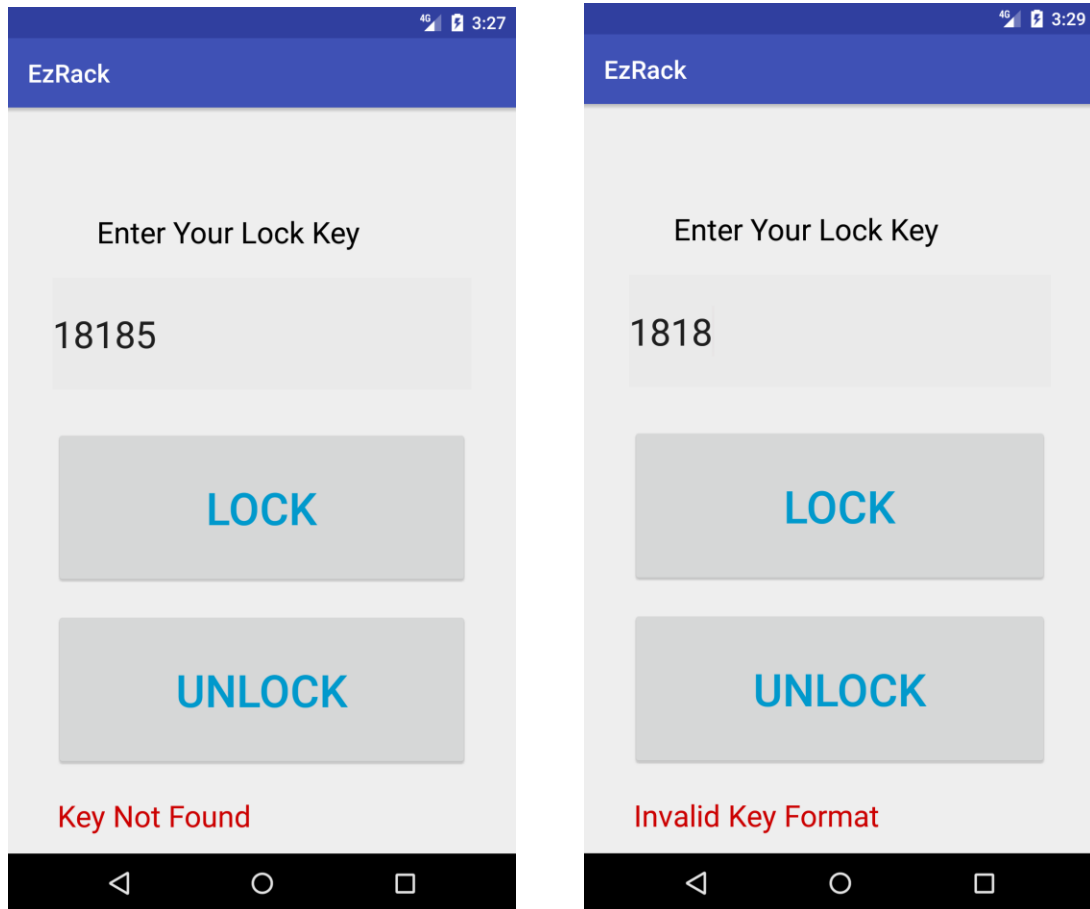 4G 3:27
EzRack
Enter Your Lock Key
18185
LOCK
UNLOCK
Key Not Found
4G 3:29
EzRack
Enter Your Lock Key
1818
LOCK
UNLOCK
Invalid Key Format